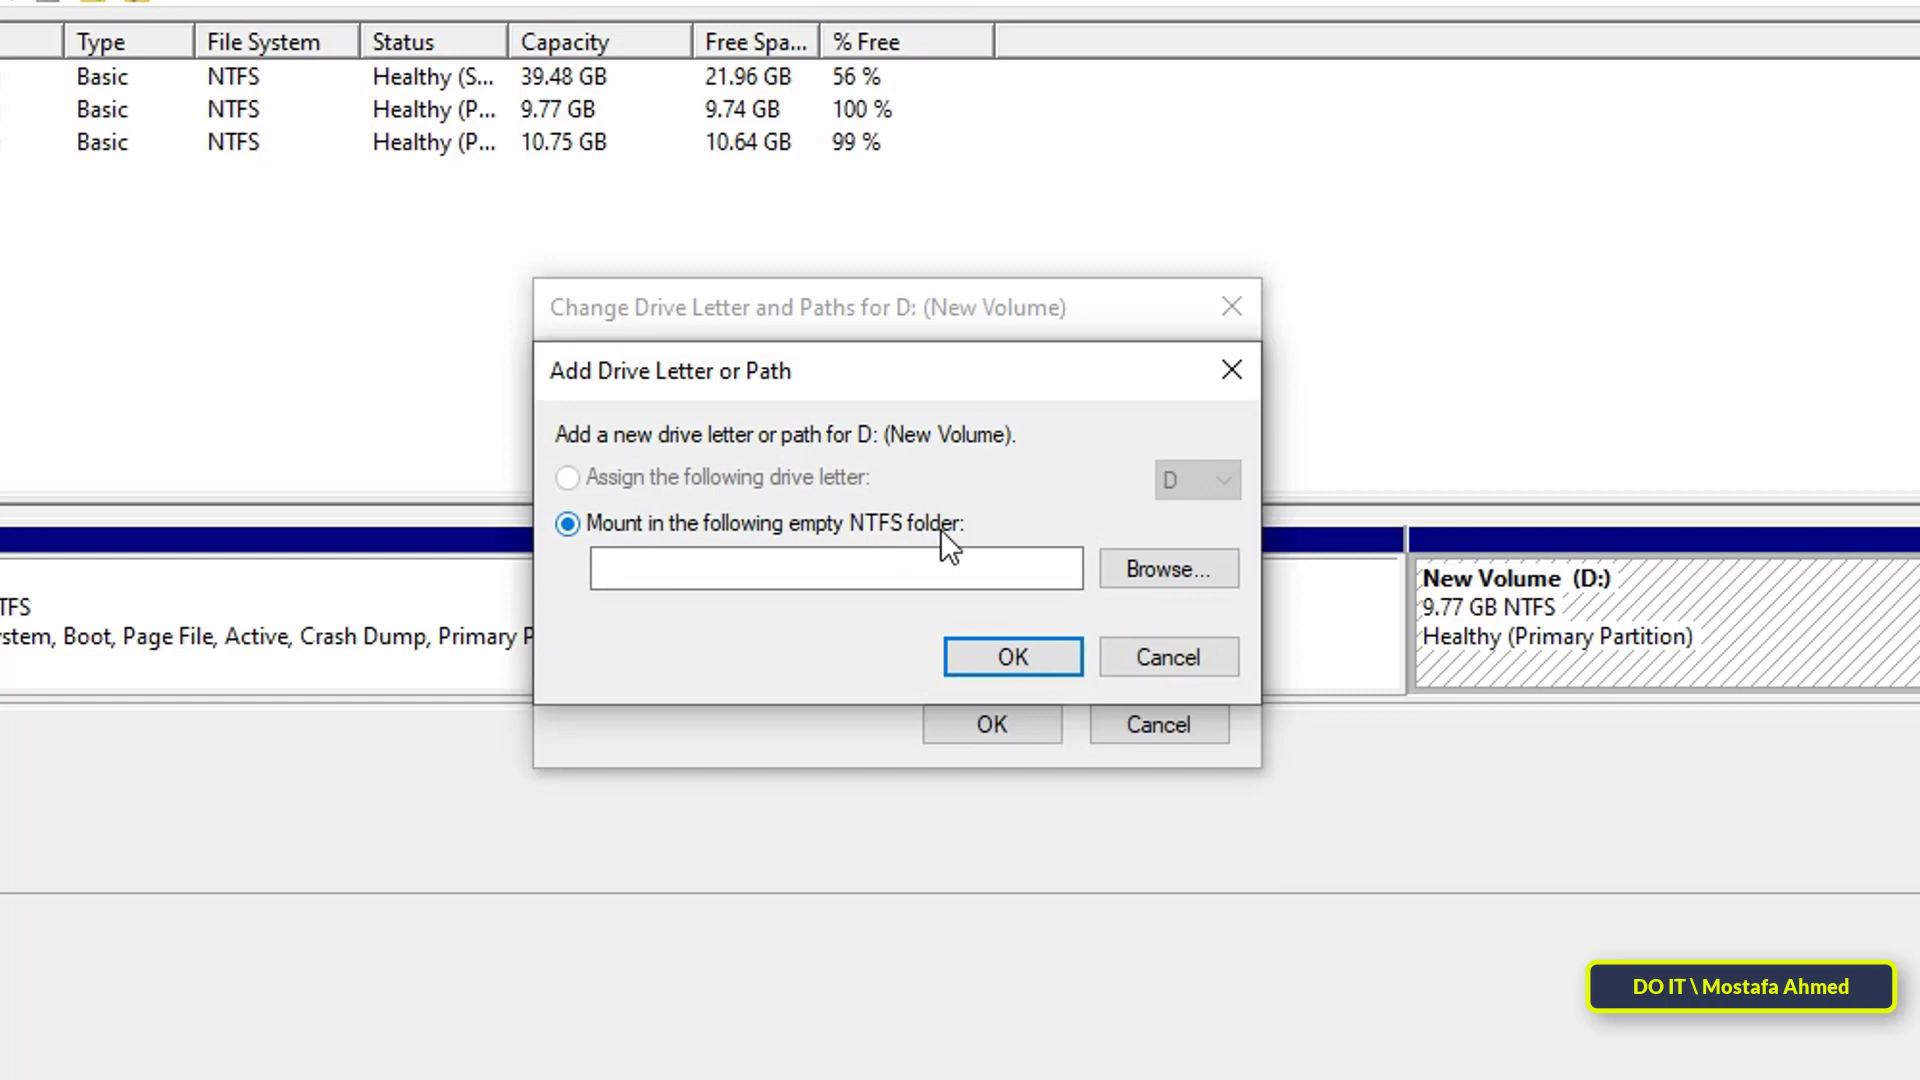 Type File System Status Capacity Free Spa... % Free
Basic NTFS Healthy (S... 39.48 GB 21.96 GB 56 %
Basic NTFS Healthy (P... 9.77 GB 9.74 GB 100 %
Basic NTFS Healthy (P... 10.75 GB 10.64 GB 99 %
Change Drive Letter and Paths for D: (New Volume)
Add Drive Letter or Path
Add a new drive letter or path for D: (New Volume).
Assign the following drive letter: D
Mount in the following empty NTFS folder:
Browse...
OK Cancel
OK Cancel
TFS
stem, Boot, Page File, Active, Crash Dump, Primary P
New Volume (D:)
9.77 GB NTFS
Healthy (Primary Partition)
DO IT \ Mostafa Ahmed